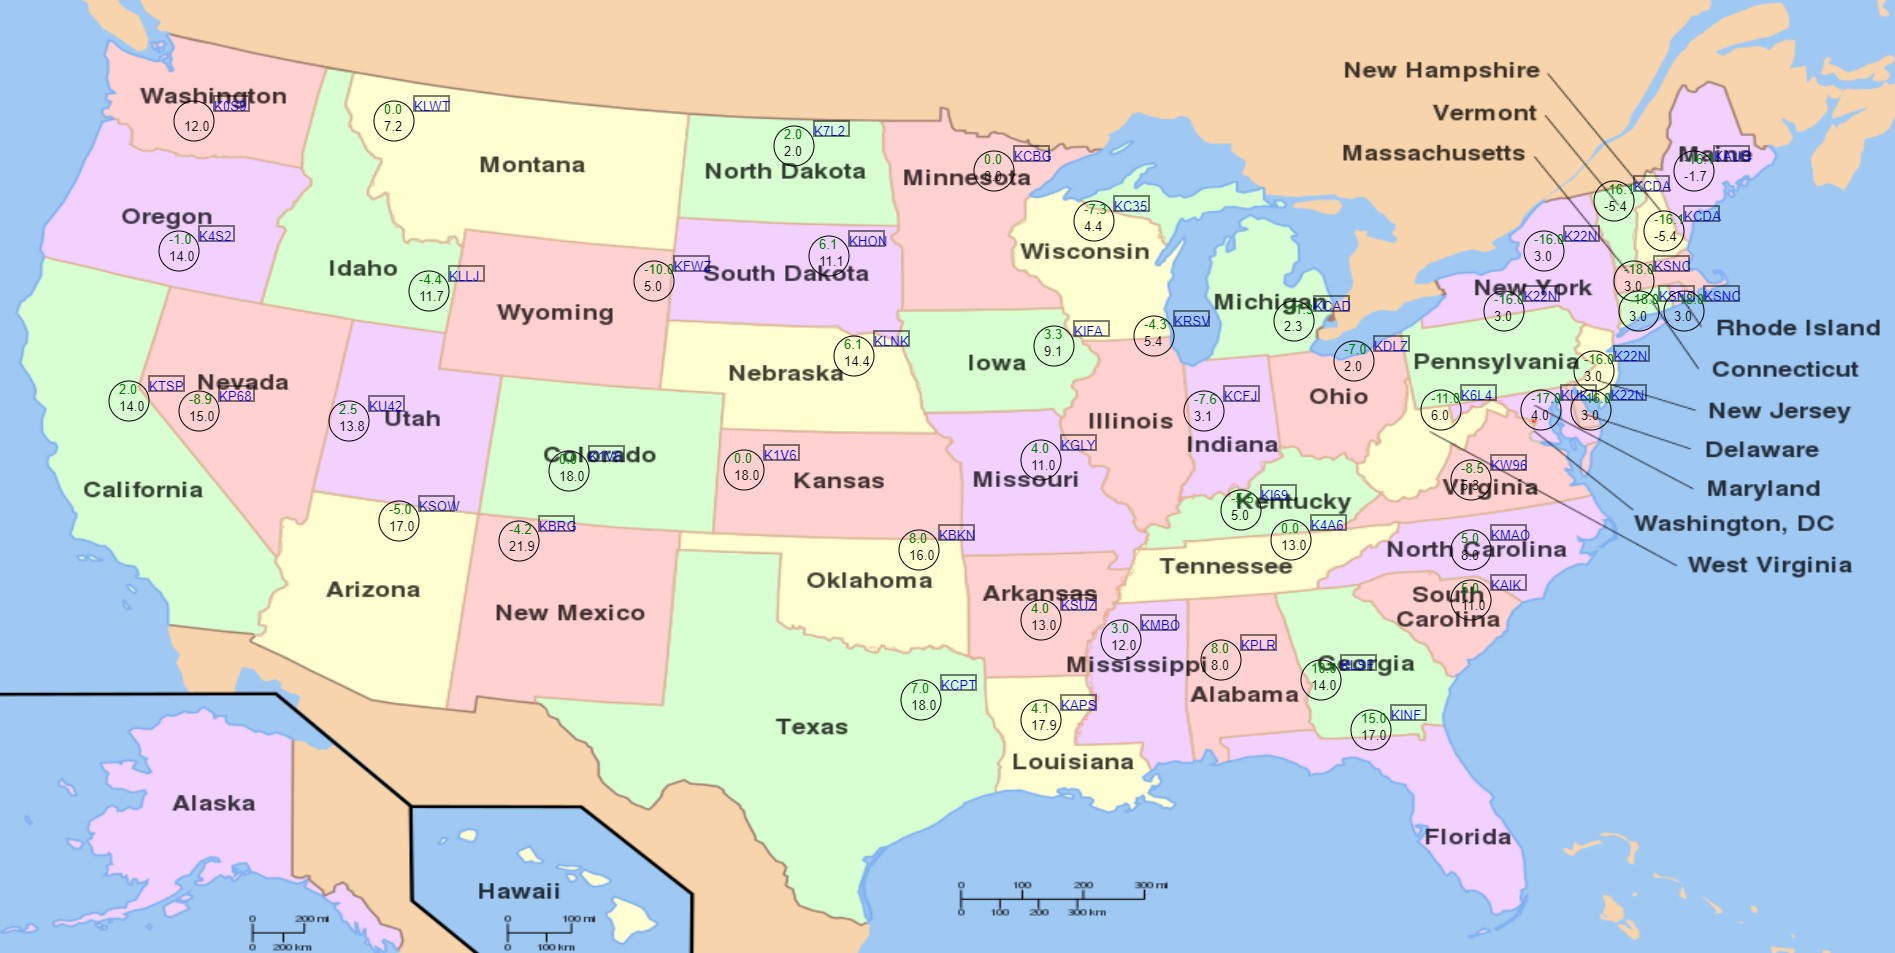 New Hampshire
Vermont
Massachusetts
Washington
K0S9
12.0
0.0
KLWT
7.2
Montana
2.0
K7L2
2.0
North Dakota
0.0
KCBG
Minnesota
Maine
-1.7
-16.1
KCDA
-5.4
-16.1
KCDA
-5.4
Oregon
-1.0
K4S2
14.0
Idaho
-4.4
KLLJ
11.7
-10.0
KFWZ
5.0
Wyoming
6.1
KHON
11.1
South Dakota
-7.3
KC35
4.4
Wisconsin
-16.0
K22N
3.0
-18.0
KSNC
3.0
New York
-16.0
K22N
3.0
-18.0
3.0
KSNC
3.0
Michigan
KCAD
2.3
Rhode Island
Connecticut
New Jersey
Delaware
Maryland
Washington, DC
West Virginia
-4.3
KRSV
5.4
3.3
KIFA
9.1
Iowa
6.1
KLNK
14.4
Nebraska
-7.0
KDLZ
2.0
Ohio
Pennsylvania
-16.0
K22N
3.0
2.0
KTSP
14.0
Nevada
-8.9
KP68
15.0
2.5
KU42
13.8
Utah
-7.6
KCFJ
3.1
Indiana
Illinois
-11.0
K6L4
6.0
-17.0
4.0
K22N
3.0
California
Colorado
18.0
0.0
K1V6
18.0
Kansas
4.0
KGLY
11.0
Missouri
-8.5
KW96
Virginia
KI69
5.0
Kentucky
0.0
K4A6
13.0
Tennessee
-5.0
KSOW
17.0
Arizona
-4.2
KBRG
21.9
New Mexico
8.0
KBKN
16.0
Oklahoma
5.0
KMAO
8.0
North Carolina
Arkansas
4.0
KSUZ
13.0
KAIK
11.0
South
Carolina
3.0
KMBO
12.0
Mississippi
8.0
KPLR
8.0
Alabama
Georgia
14.0
15.0
KINF
17.0
7.0
KCPT
18.0
Texas
4.1
KAPS
17.9
Louisiana
Florida
Alaska
Hawaii
0 200 mi
0 200 km
0 100 mi
0 100 km
0 100 200 300 mi
0 100 200 300 km